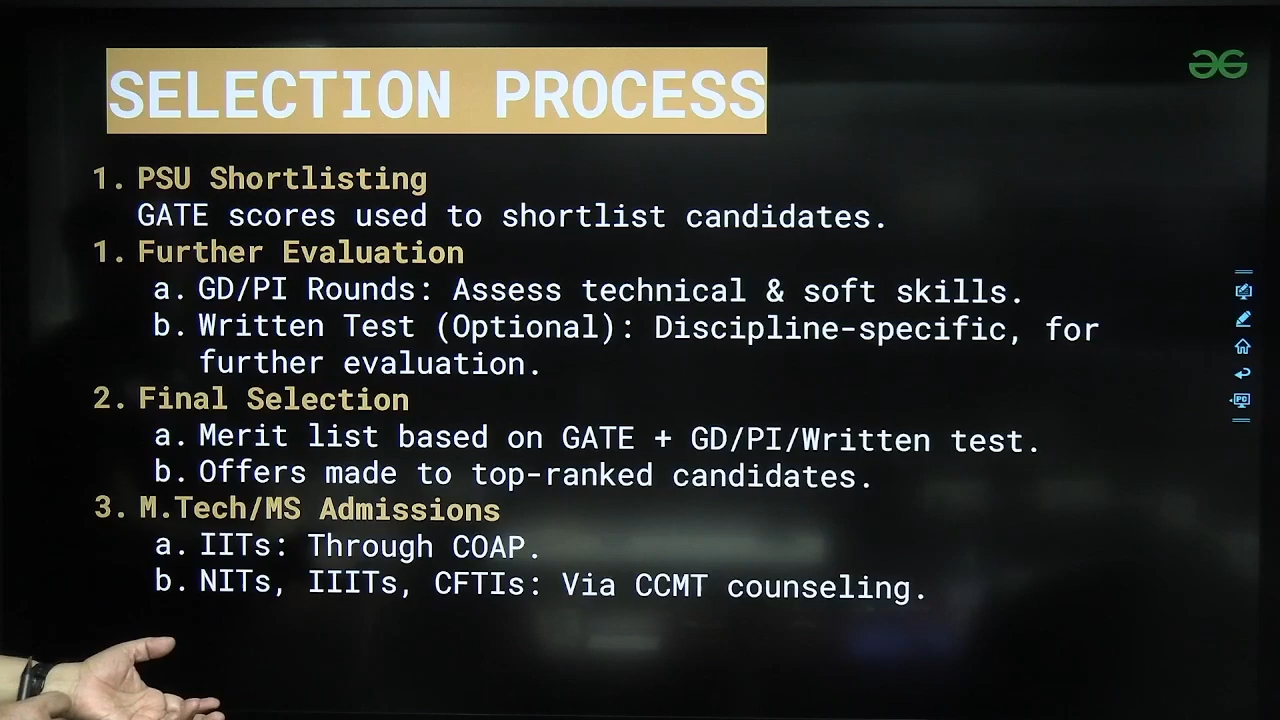 SELECTION PROCESS
1. PSU Shortlisting
GATE scores used to shortlist candidates.
1. Further Evaluation
a. GD/PI Rounds: Assess technical & soft skills.
b. Written Test (Optional): Discipline-specific, for
further evaluation.
2. Final Selection
a. Merit list based on GATE + GD/PI/Written test.
b. Offers made to top-ranked candidates.
3. M.Tech/MS Admissions
a. IITs: Through COAP.
b. NITs, IIITs, CFTIs: Via CCMT counseling.
PC